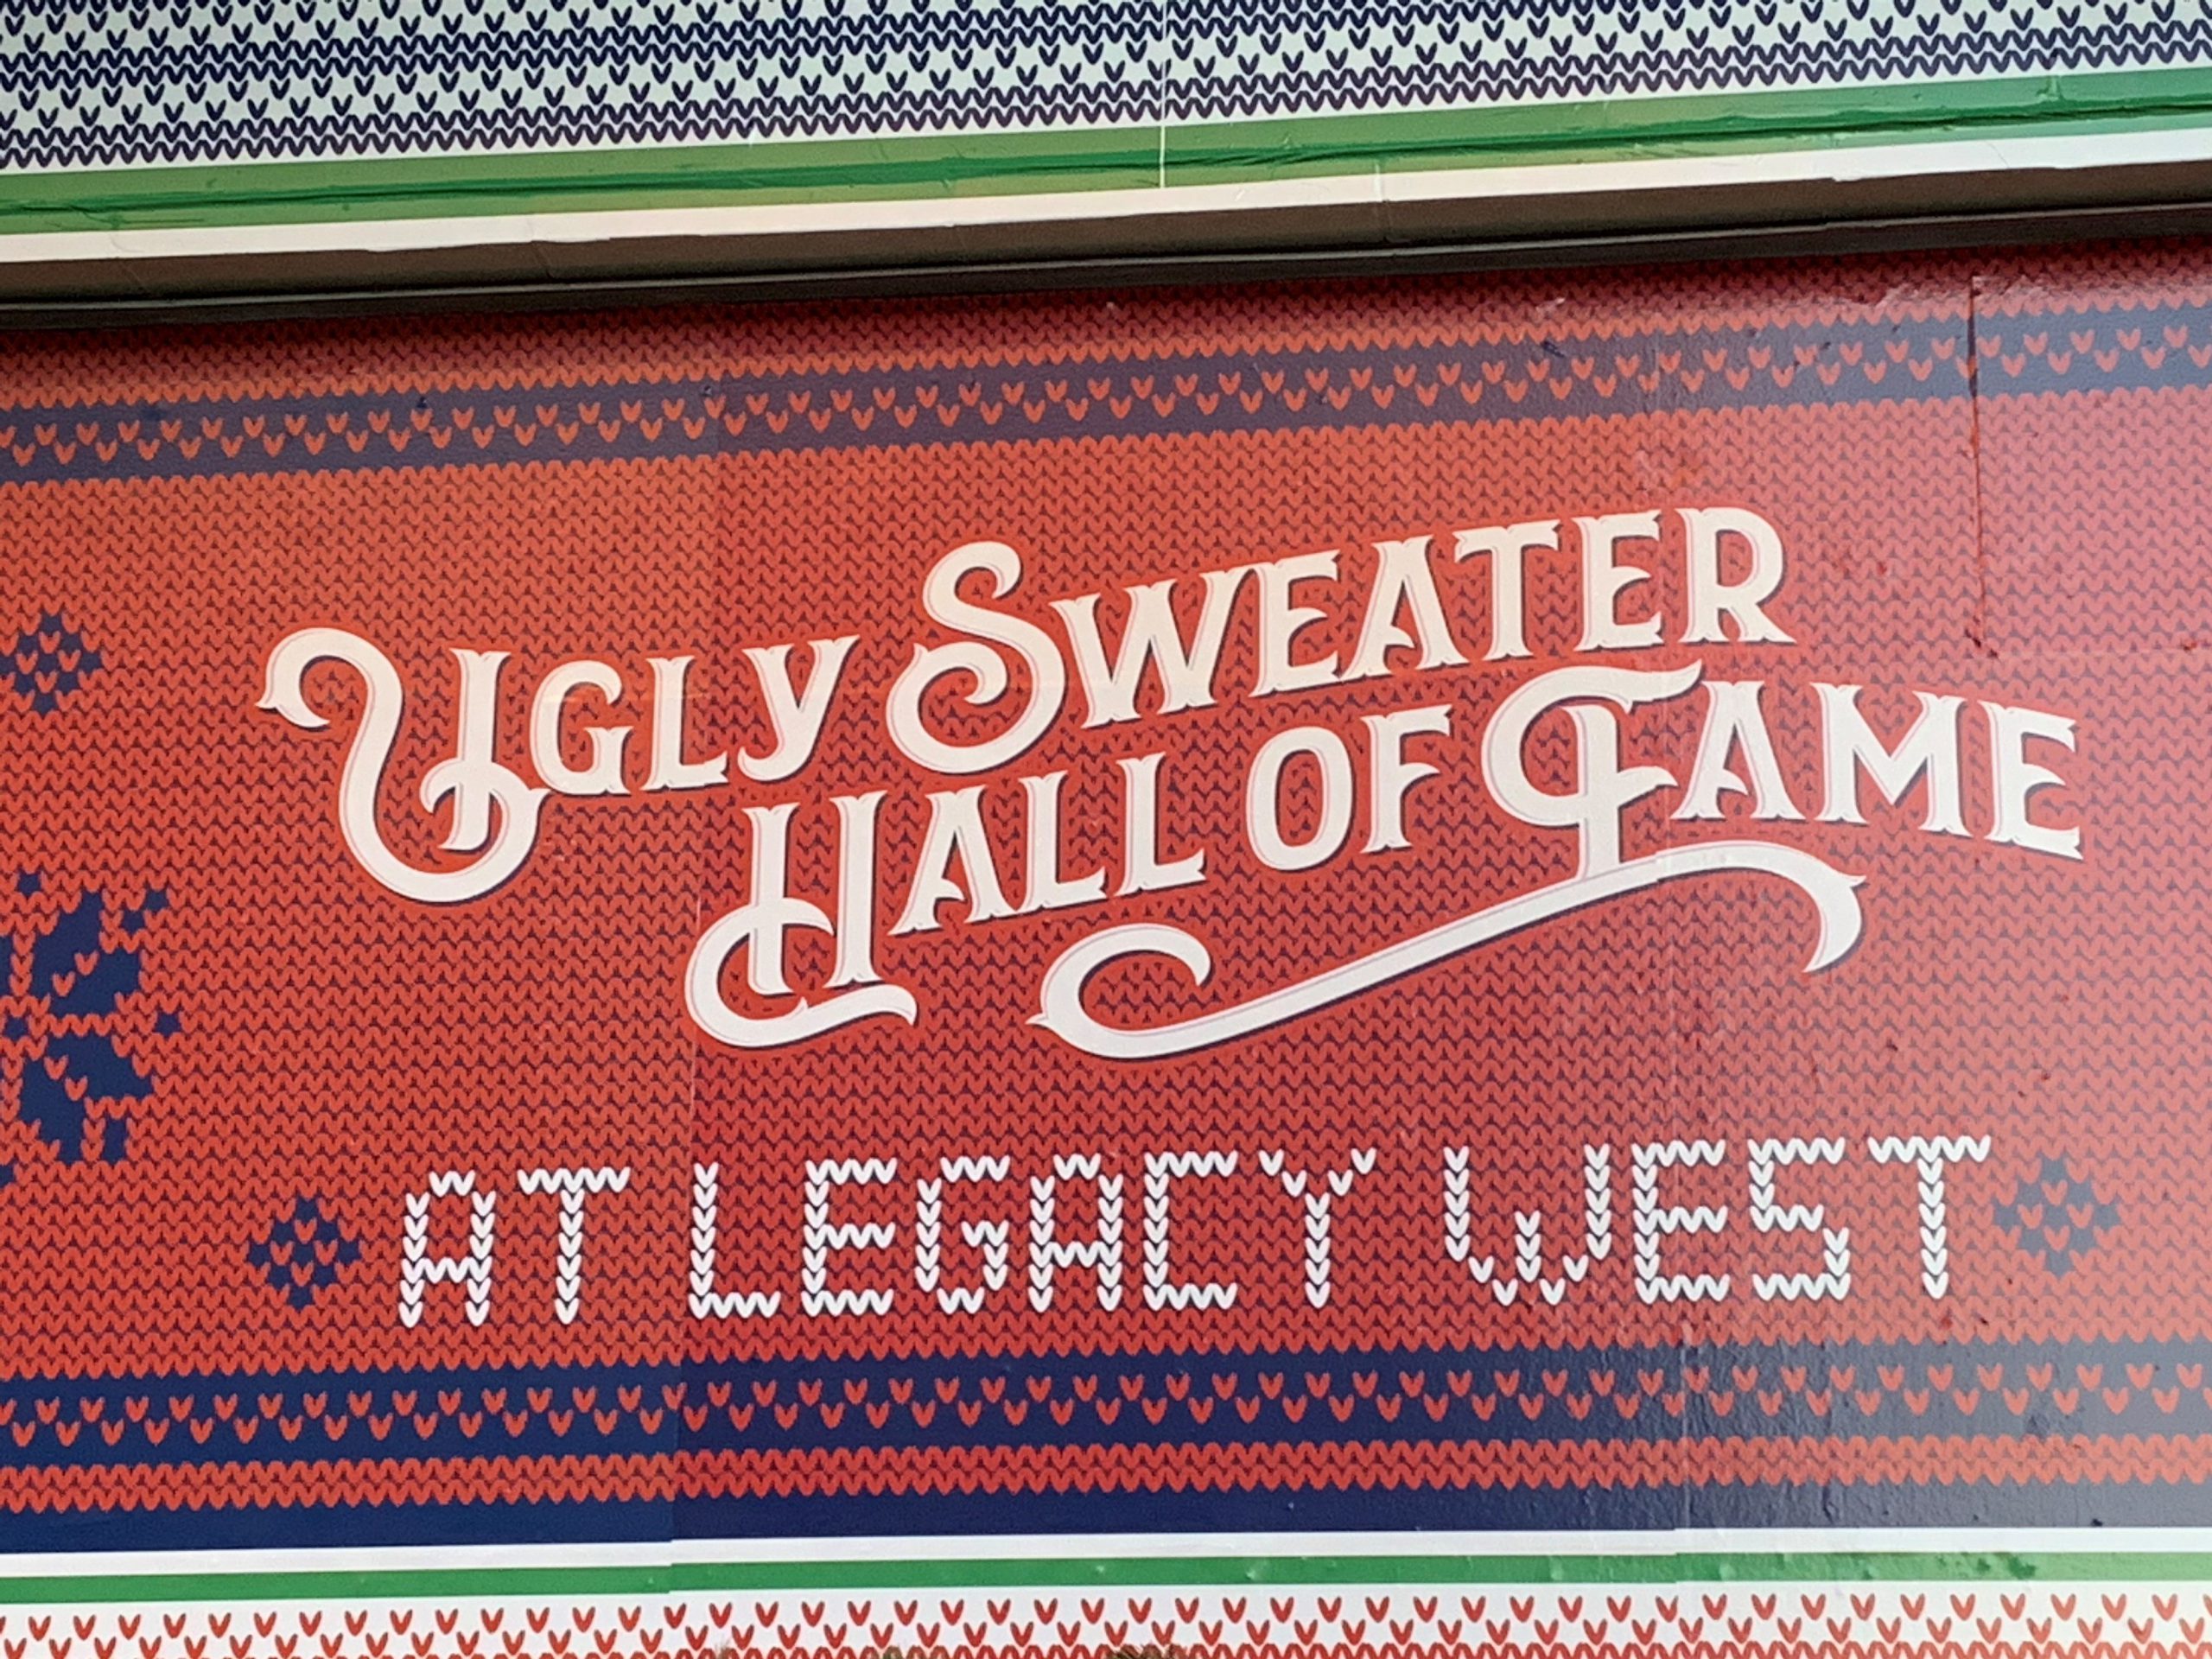 UGLY SWEATER
HALL OF FAME
AT LEGACY WEST